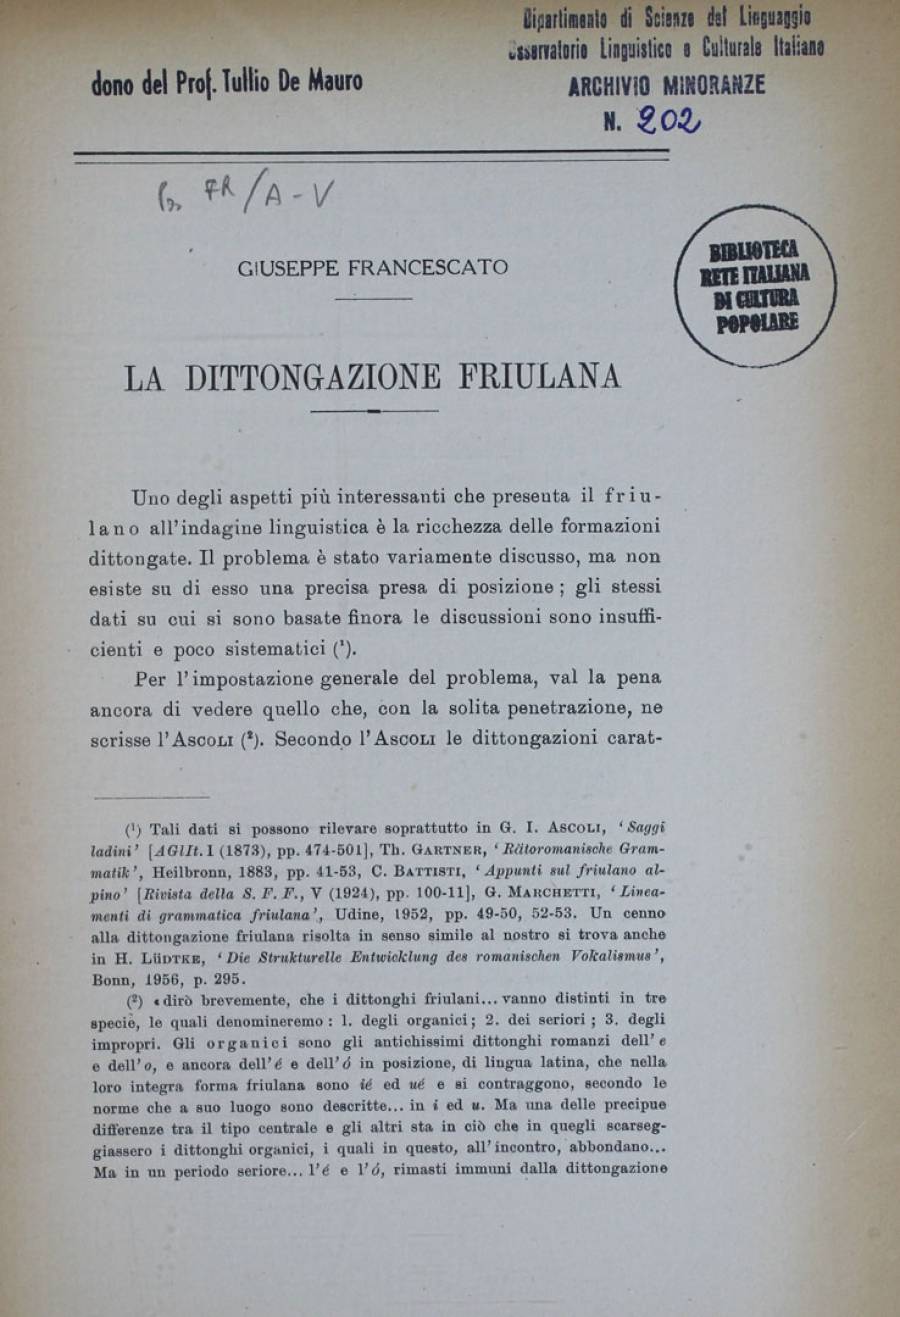 Dipartimento di Scienze del Linguaggio
Osservatorio Linguistico e Culturale Italiano
dono del Prof. Tullio De Mauro
ARCHIVIO MINORANZE
N. 202
FR/A-V
GIUSEPPE FRANCESCATO
BIBLIOTECA
RETE ITALIANA
DI CULTURA
POPOLARE
LA DITTONGAZIONE FRIULANA
Uno degli aspetti più interessanti che presenta il friu-
lano all'indagine linguistica è la ricchezza delle formazioni
dittongate. Il problema è stato variamente discusso, ma non
esiste su di esso una precisa presa di posizione; gli stessi
dati su cui si sono basate finora le discussioni sono insuffi-
cienti e poco sistematici (¹).
Per l'impostazione generale del problema, val la pena
ancora di vedere quello che, con la solita penetrazione, ne
scrisse l'ASCOLI (²). Secondo l'ASCOLI le dittongazioni carat-
(¹) Tali dati si possono rilevare soprattutto in G. I. ASCOLI, 'Saggi
ladini' [AGlIt. I (1873), pp. 474-501], Th. GARTNER, 'Rätoromanische Gram-
matik', Heilbronn, 1883, pp. 41-53, C. BATTISTI, 'Appunti sul friulano al-
pino' [Rivista della S. F. F., V (1924), pp. 100-11], G. MARCHETTI, 'Linea-
menti di grammatica friulana', Udine, 1952, pp. 49-50, 52-53. Un cenno
alla dittongazione friulana risolta in senso simile al nostro si trova anche
in H. LÜDTKE, 'Die Strukturelle Entwicklung des romanischen Vokalismus',
Bonn, 1956, p. 295.
(²) «dirò brevemente, che i dittonghi friulani... vanno distinti in tre
specie, le quali denomineremo: 1. degli organici; 2. dei seriori; 3. degli
impropri. Gli organici sono gli antichissimi dittonghi romanzi dell'e
e dell'o, e ancora dell'é e dell'ó in posizione, di lingua latina, che nella
loro integra forma friulana sono ié ed ué e si contraggono, secondo le
norme che a suo luogo sono descritte... in i ed u. Ma una delle precipue
differenze tra il tipo centrale e gli altri sta in ciò che in quegli scarseg-
giassero i dittonghi organici, i quali in questo, all'incontro, abbondano...
Ma in un periodo seriore... l'é e l'ó, rimasti immuni dalla dittongazione